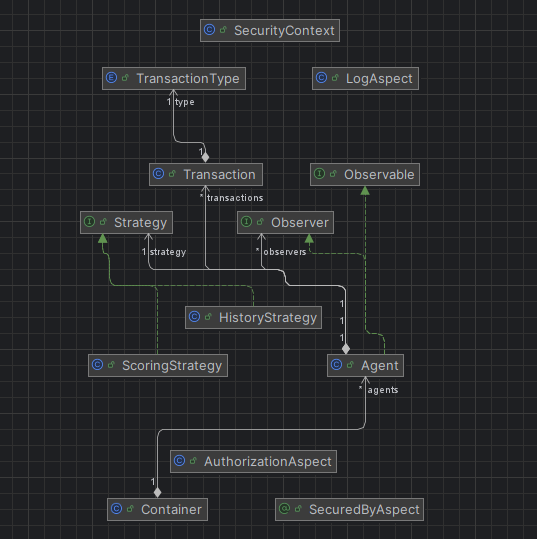 C SecurityContext
E TransactionType
C LogAspect
1 type
1
C Transaction
I Observable
* transactions
I Strategy
I Observer
1 strategy
* observers
1
C HistoryStrategy
1
1
C ScoringStrategy
C Agent
* agents
C AuthorizationAspect
1
C Container
@ SecuredByAspect